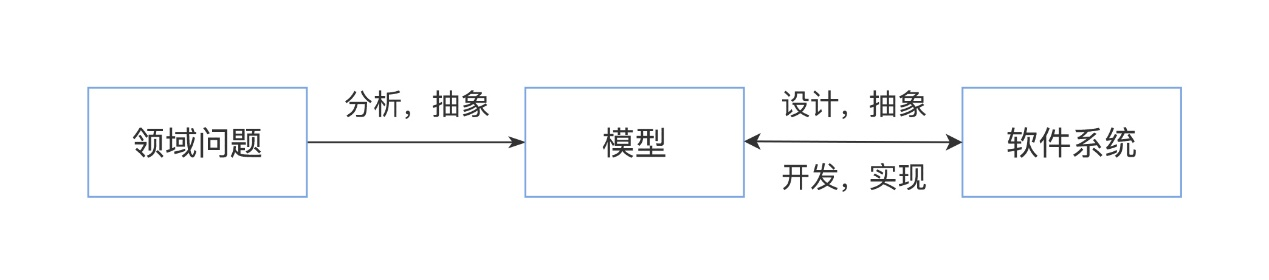 领域问题
分析，抽象
模型
设计，抽象
开发，实现
软件系统